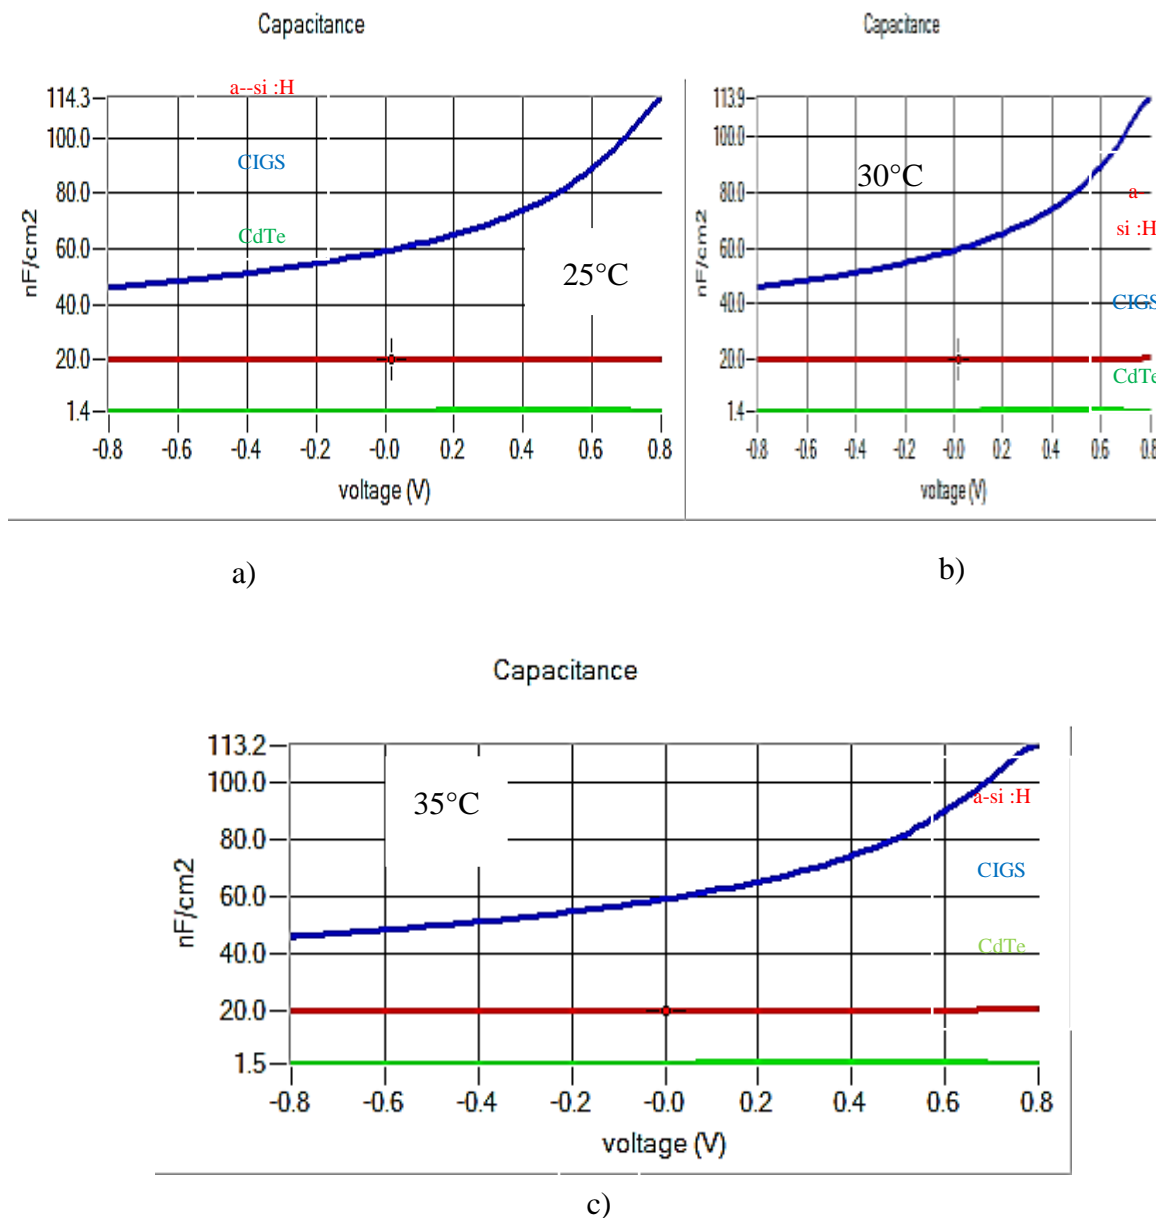 Capacitance
a--si :H
CIGS
CdTe
25°C
114.3
100.0
80.0
60.0
40.0
20.0
1.4
nF/cm2
-0.8 -0.6 -0.4 -0.2 -0.0 0.2 0.4 0.6 0.8
voltage (V)
a)
Capacitance
30°C
a--
si :H
CIGS
CdTe
113.9
100.0
80.0
60.0
40.0
20.0
1.4
nF/cm2
-0.8 -0.6 -0.4 -0.2 -0.0 0.2 0.4 0.6 0.8
voltage (V)
b)
Capacitance
35°C
a-si :H
CIGS
CdTe
113.2
100.0
80.0
60.0
40.0
20.0
1.5
nF/cm2
-0.8 -0.6 -0.4 -0.2 -0.0 0.2 0.4 0.6 0.8
voltage (V)
c)